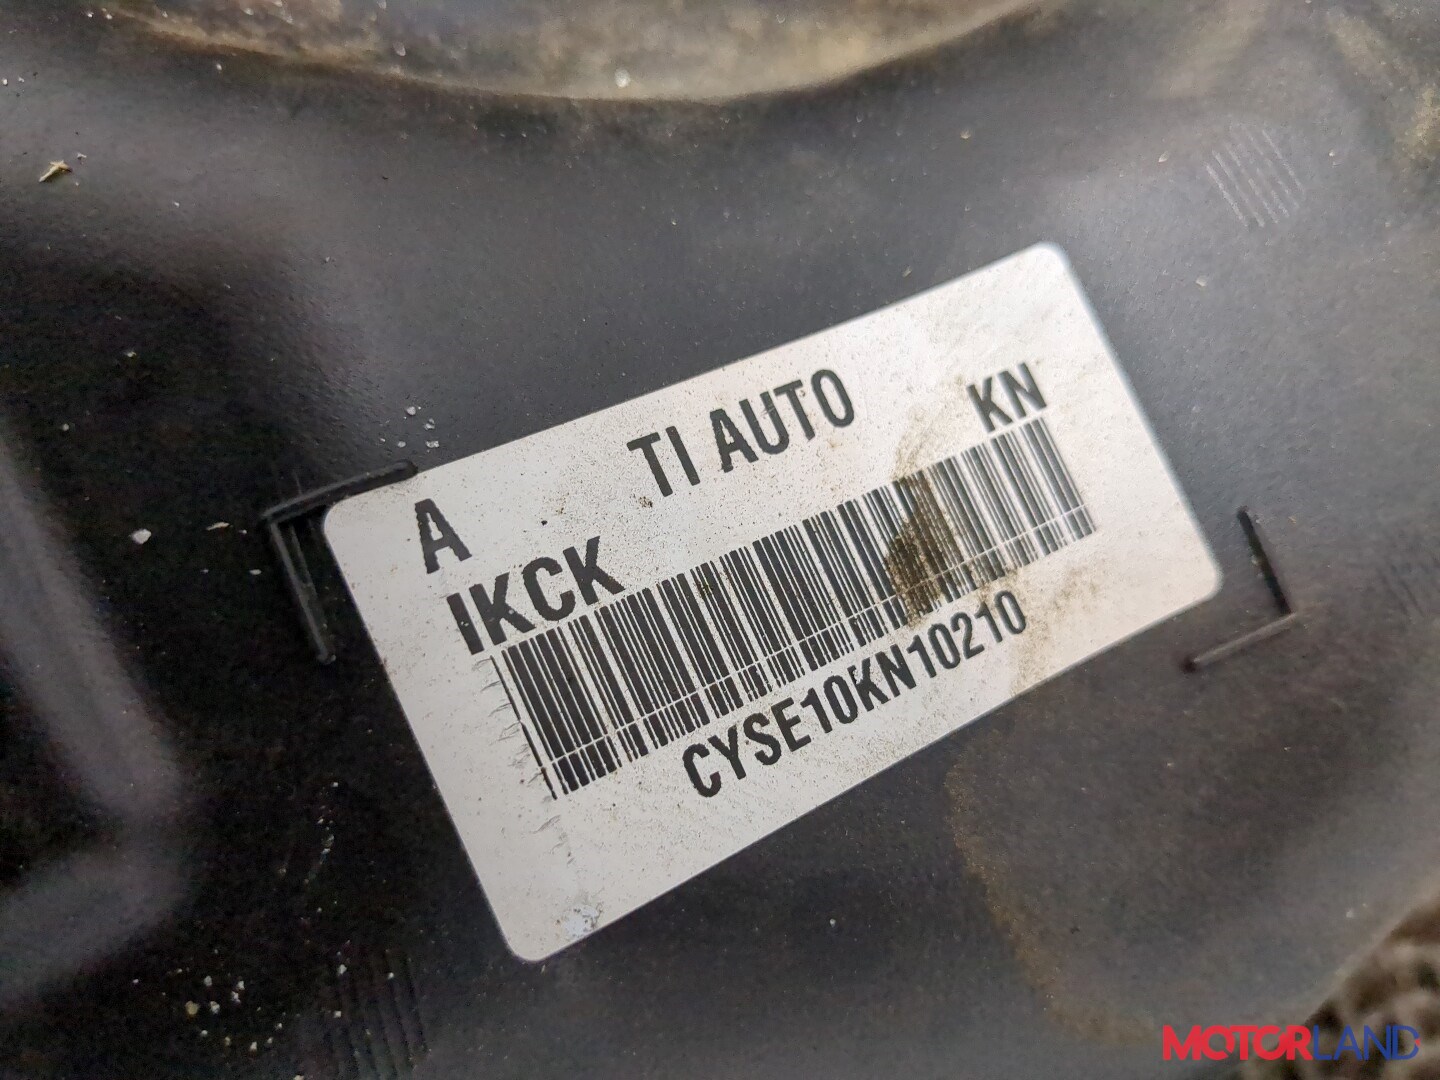 TI AUTO
KN
A
IKCK
CYSE10KN10210
MOTORLAND